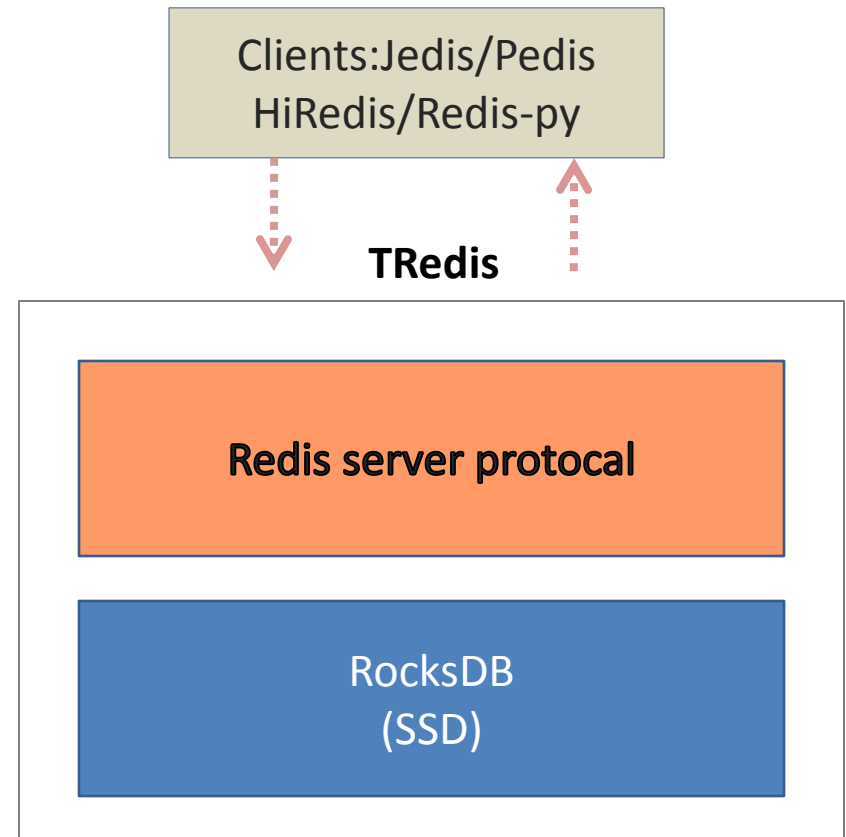 Clients:Jedis/Pedis
HiRedis/Redis-py
TRedis
Redis server protocal
RocksDB
(SSD)